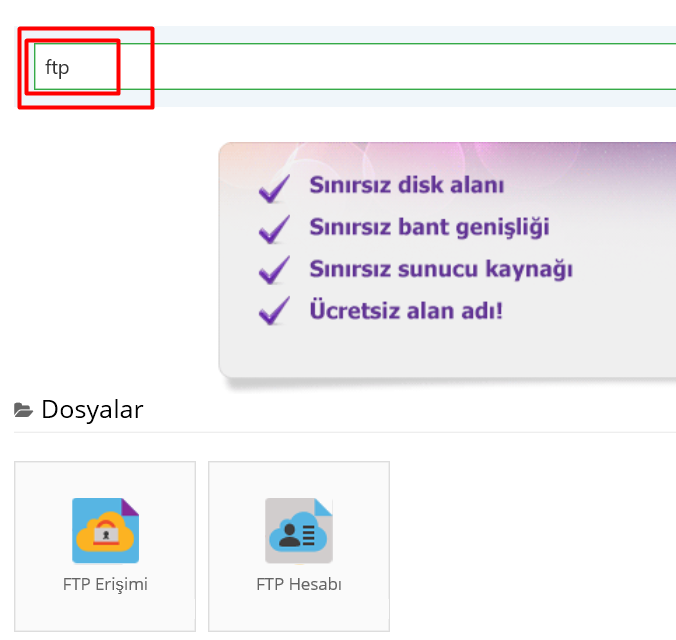 ftp
Sınırsız disk alanı
Sınırsız bant genişliği
Sınırsız sunucu kaynağı
Ücretsiz alan adı!
Dosyalar
FTP Erişimi
FTP Hesabı